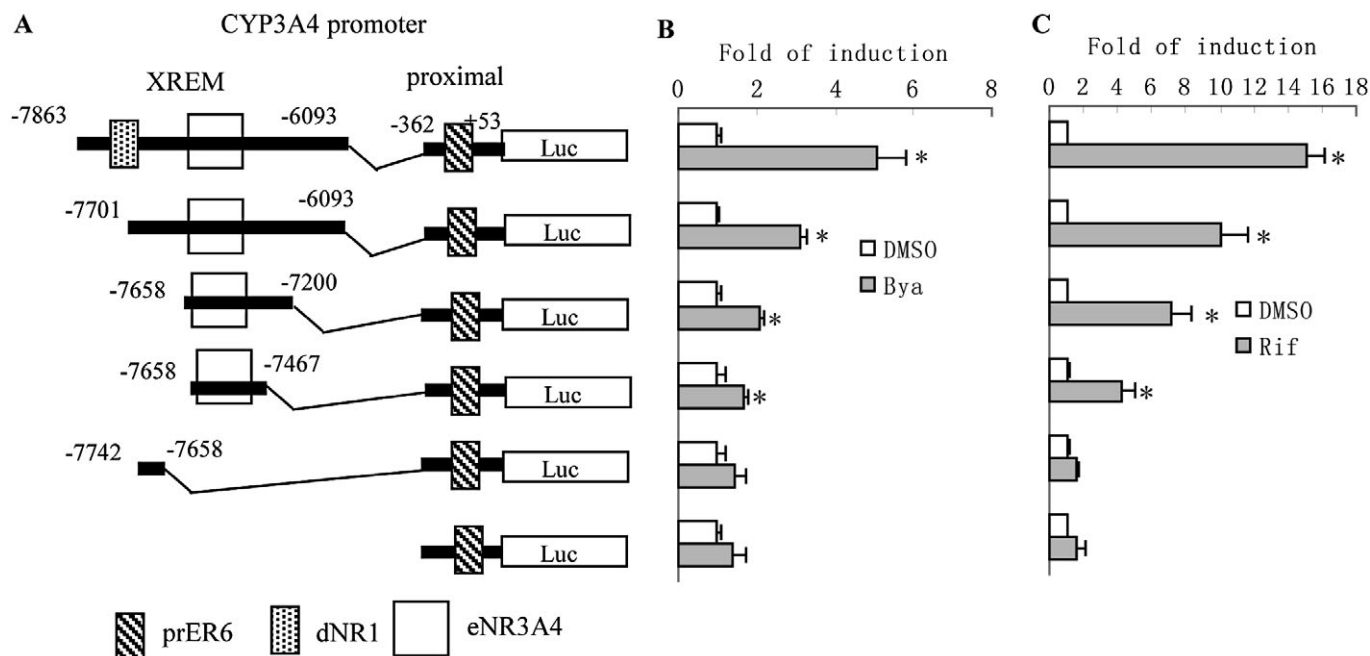 A
CYP3A4 promoter
B
C
Fold of induction
Fold of induction
XREM
proximal
0 2 4 6 8
0 2 4 6 8 10 12 14 16 18
-7863
-6093
-362
+53
Luc
*
*
-7701
-6093
Luc
*
*
DMSO
Bya
-7658
-7200
Luc
*
*
DMSO
Rif
-7658
-7467
Luc
*
*
-7742
-7658
Luc
Luc
prER6
dNR1
eNR3A4